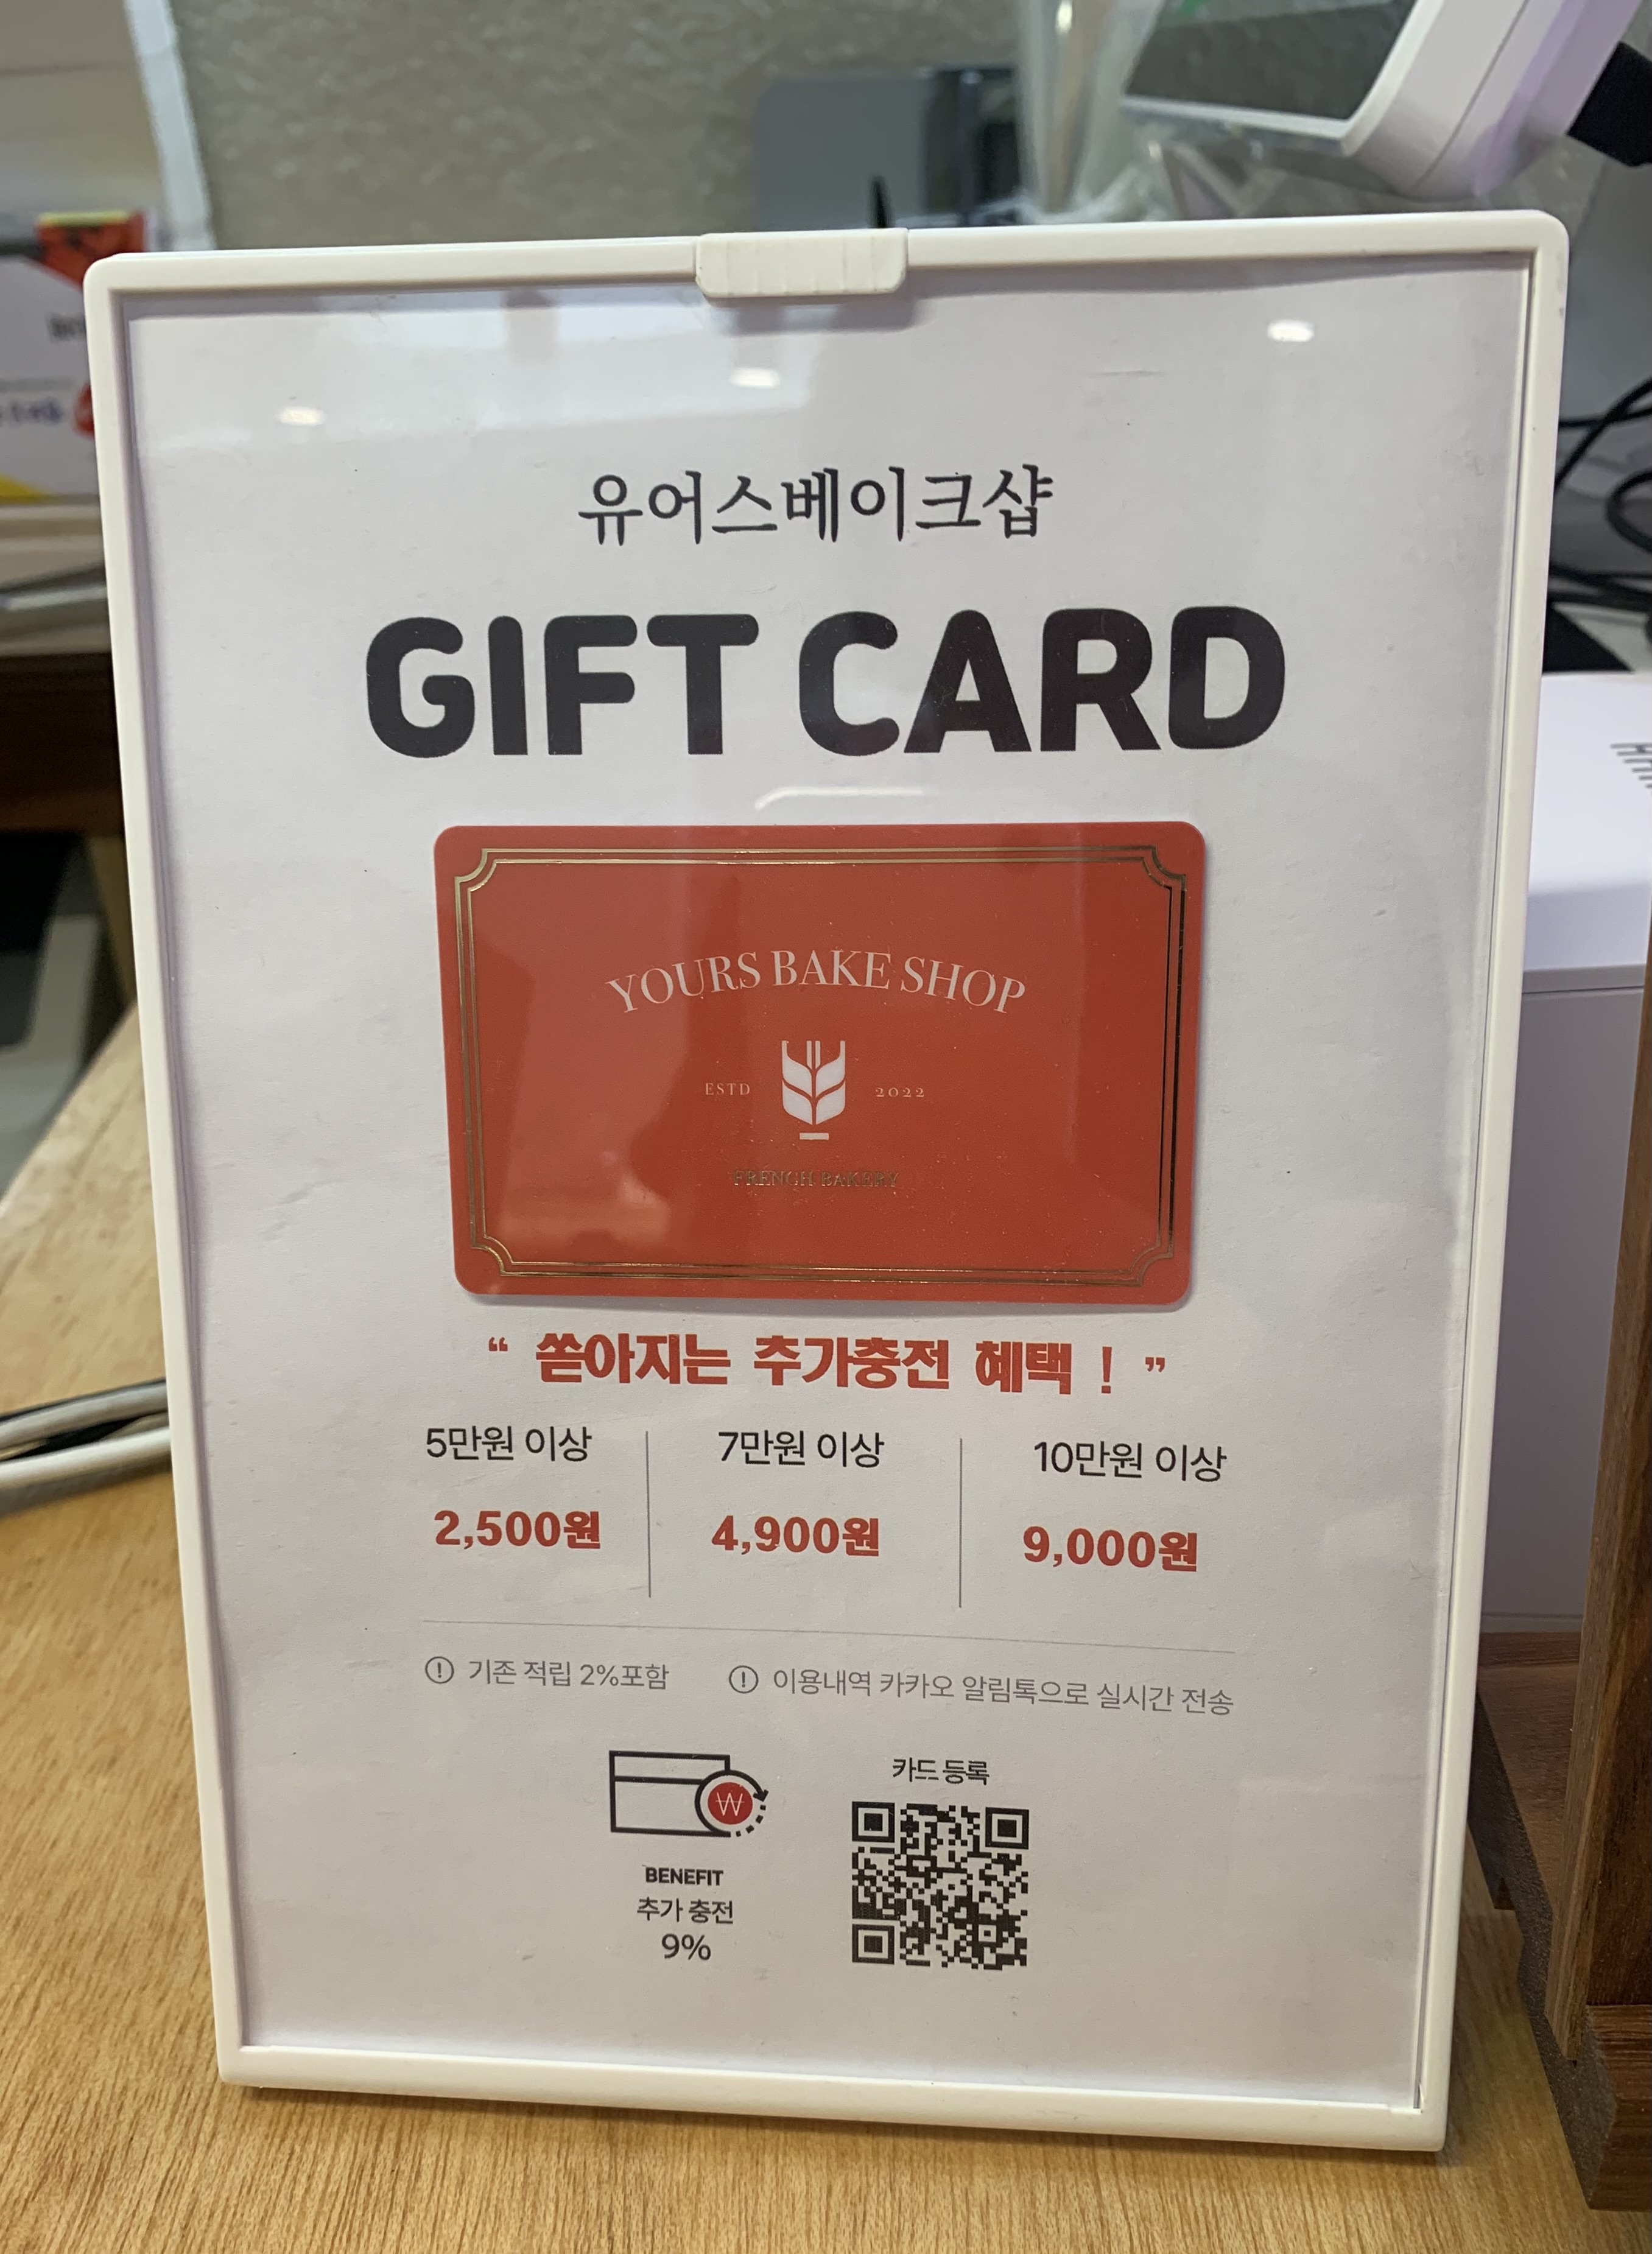 유어스베이크샵
GIFT CARD
YOURS BAKE SHOP
ESTD 2022
FRENCH BAKERY
“ 쏟아지는 추가충전 혜택 ! ”
5만원 이상 7만원 이상 10만원 이상
2,500원 4,900원 9,000원
기존 적립 2%포함 이용내역 카카오 알림톡으로 실시간 전송
카드 등록
BENEFIT
추가 충전
9%